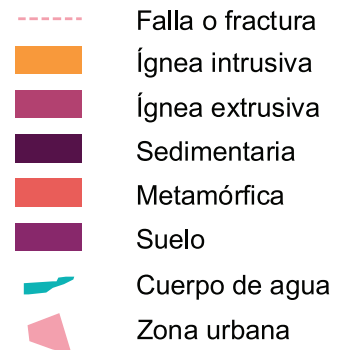 Falla o fractura
Ígnea intrusiva
Ígnea extrusiva
Sedimentaria
Metamórfica
Suelo
Cuerpo de agua
Zona urbana